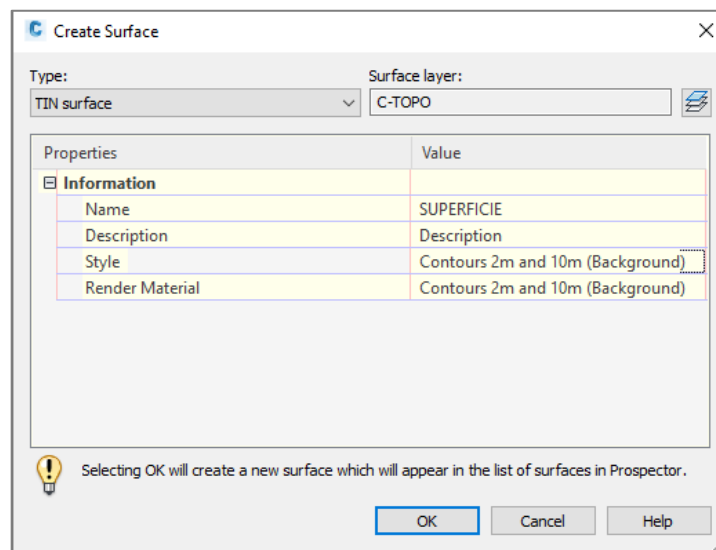 Create Surface
Type:
Surface layer:
TIN surface
C-TOPO
Properties
Value
Information
Name
SUPERFICIE
Description
Description
Style
Contours 2m and 10m (Background)
Render Material
Contours 2m and 10m (Background)
Selecting OK will create a new surface which will appear in the list of surfaces in Prospector.
OK
Cancel
Help